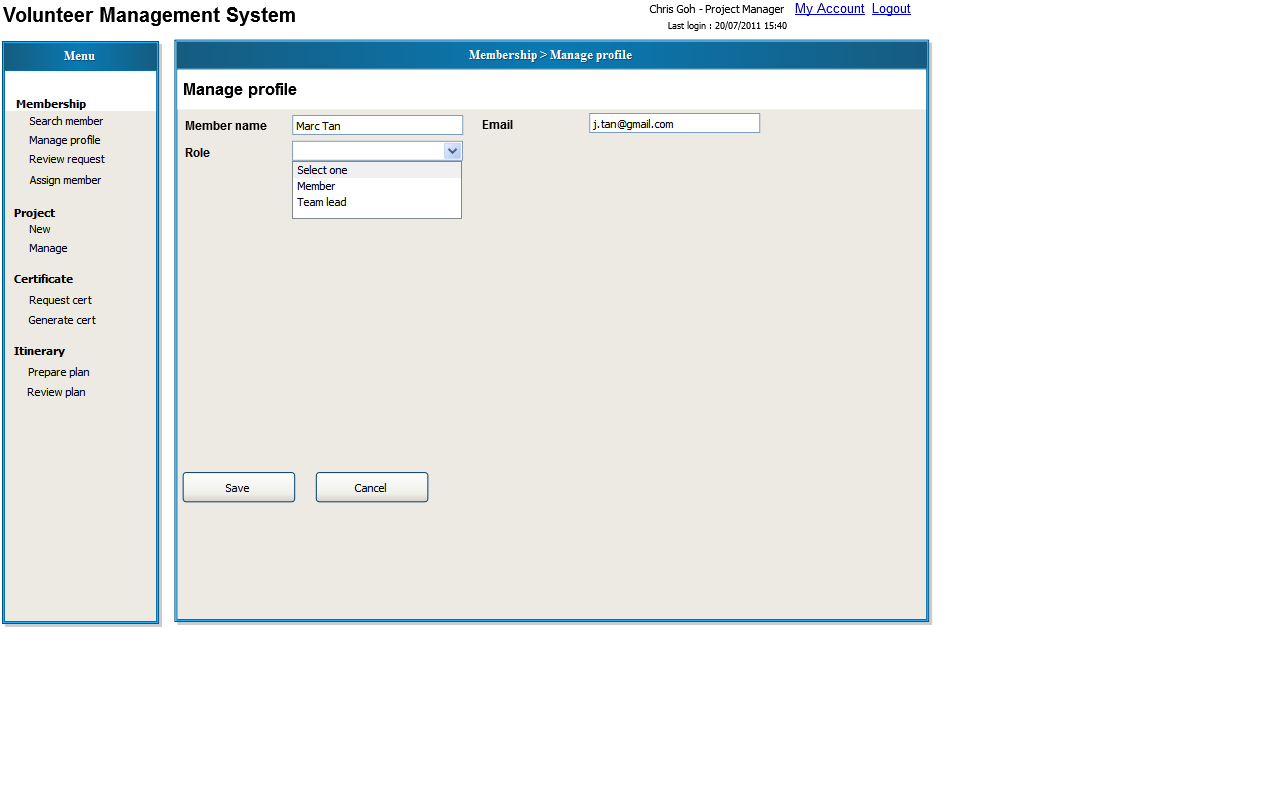 Volunteer Management System
Chris Goh - Project Manager My Account Logout
Last login : 20/07/2011 15:40
Menu
Membership
Search member
Manage profile
Review request
Assign member
Project
New
Manage
Certificate
Request cert
Generate cert
Itinerary
Prepare plan
Review plan
Membership > Manage profile
Manage profile
Member name Marc Tan Email j.tan@gmail.com
Role
Select one
Member
Team lead
Save Cancel